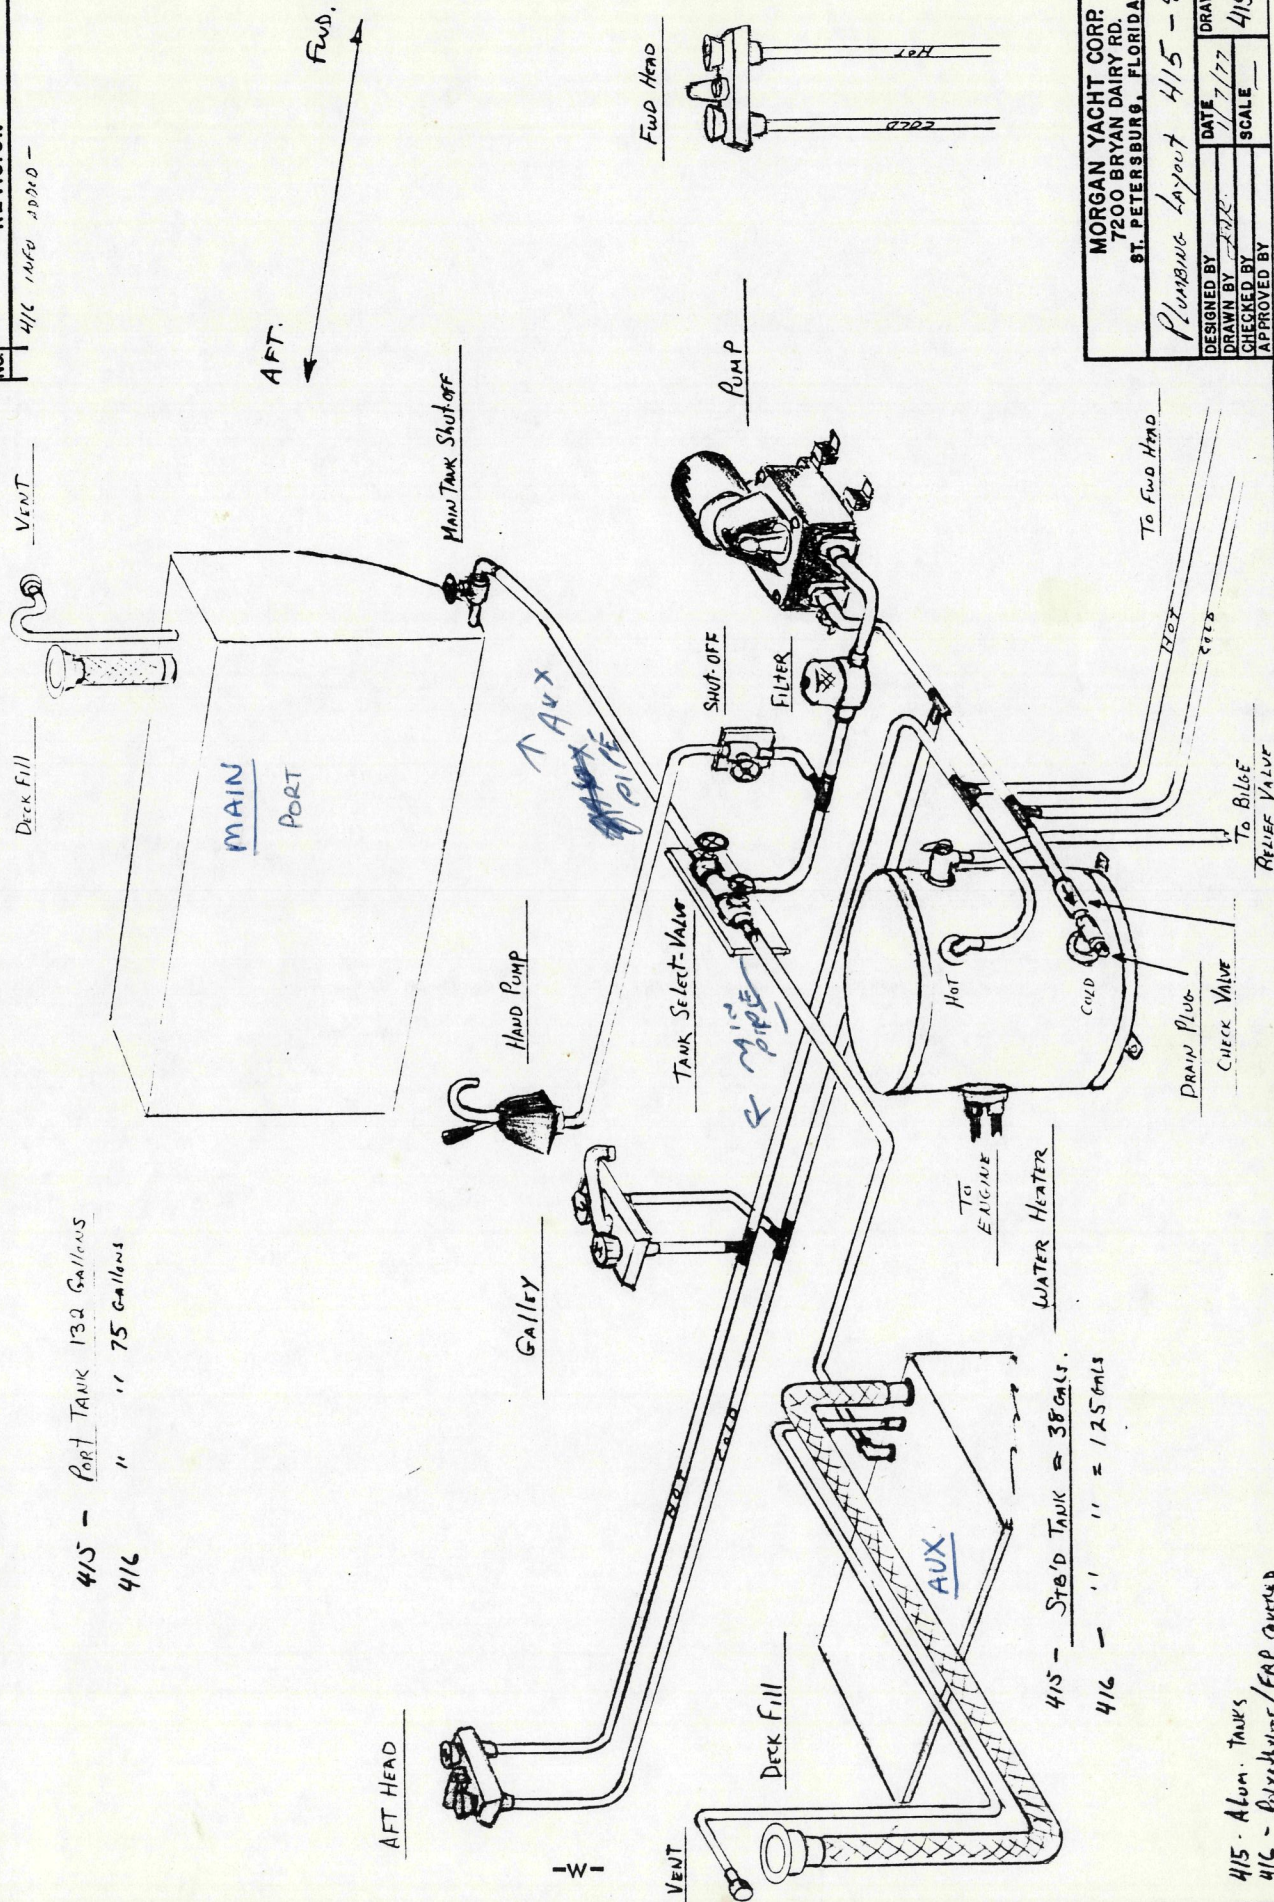 No.
416 INFO ADDED -
FWD.
AFT.
FWD HEAD
HOT
COLD
MORGAN YACHT CORP.
7200 BRYAN DAIRY RD.
ST. PETERSBURG, FLORIDA
PLUMBING LAYOUT 415 -
DESIGNED BY
DRAWN BY
CHECKED BY
APPROVED BY
DATE
1/7/77
SCALE —
VENT
DECK FILL
MAIN
PORT
MAIN TANK SHUT-OFF
PUMP
↑ AUX
PIPE
SHUT-OFF
FILTER
HAND PUMP
TANK SELECT-VALVE
← MAIN
PIPE
TO FWD HEAD
HOT
COLD
TO BILGE
RELIEF VALVE
HOT
COLD
DRAIN PLUG
CHECK VALVE
TO
ENGINE
WATER HEATER
415 - PORT TANK 132 GALLONS
416 " " 75 GALLONS
GALLEY
HOT
COLD
AFT HEAD
VENT
DECK FILL
AUX
415 - STB'D TANK = 38 GALS.
416 - " " = 125 GALS
415 - ALUM. TANKS
-W-